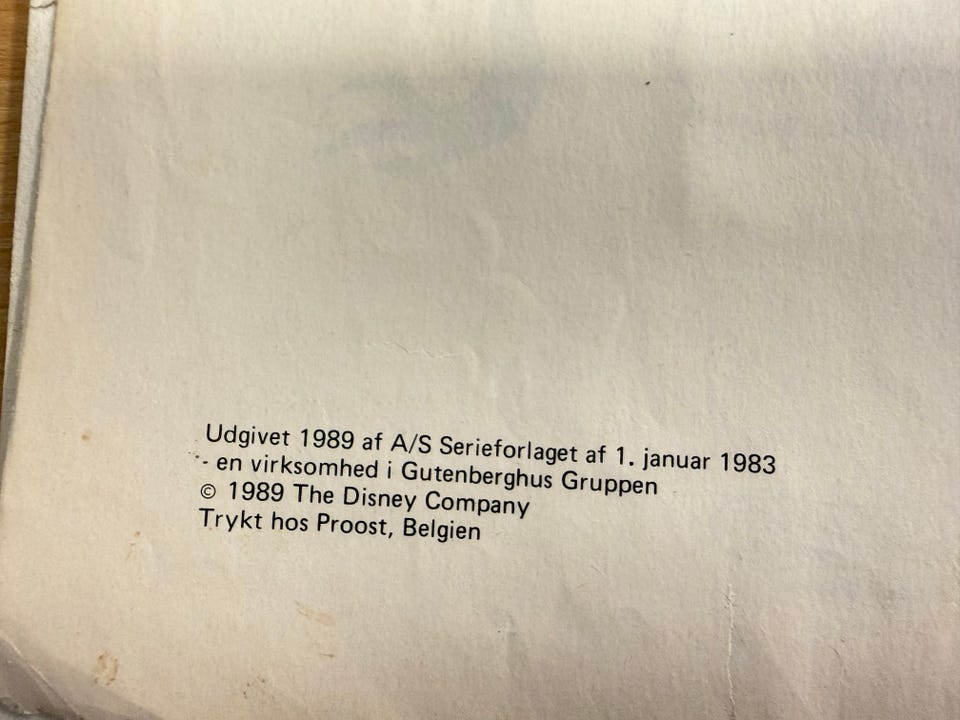 Udgivet 1989 af A/S Serieforlaget af 1. januar 1983
- en virksomhed i Gutenberghus Gruppen
© 1989 The Disney Company
Trykt hos Proost, Belgien